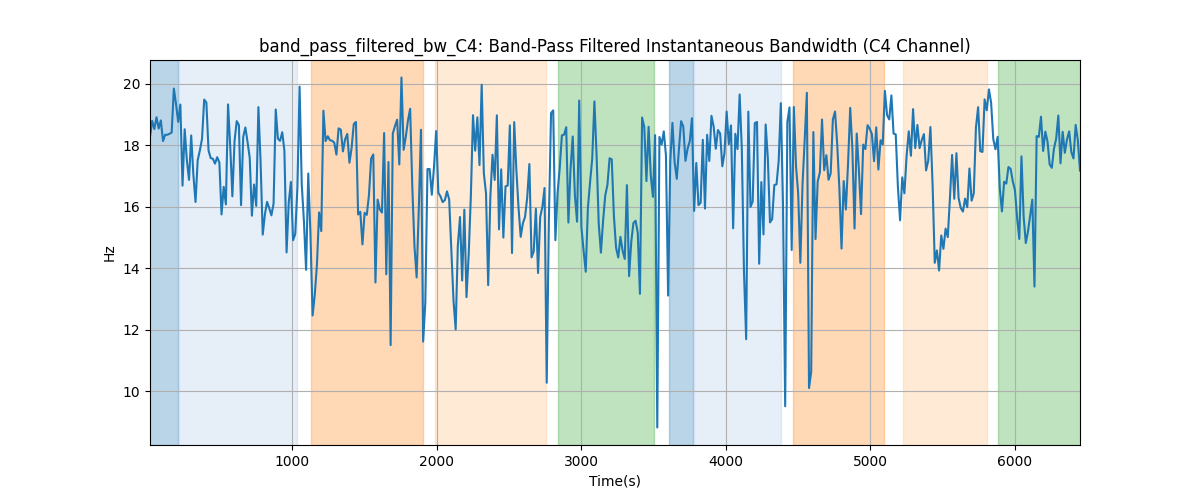 band_pass_filtered_bw_C4: Band-Pass Filtered Instantaneous Bandwidth (C4 Channel)
20
18
16
14
12
10
Hz
1000 2000 3000 4000 5000 6000
Time(s)